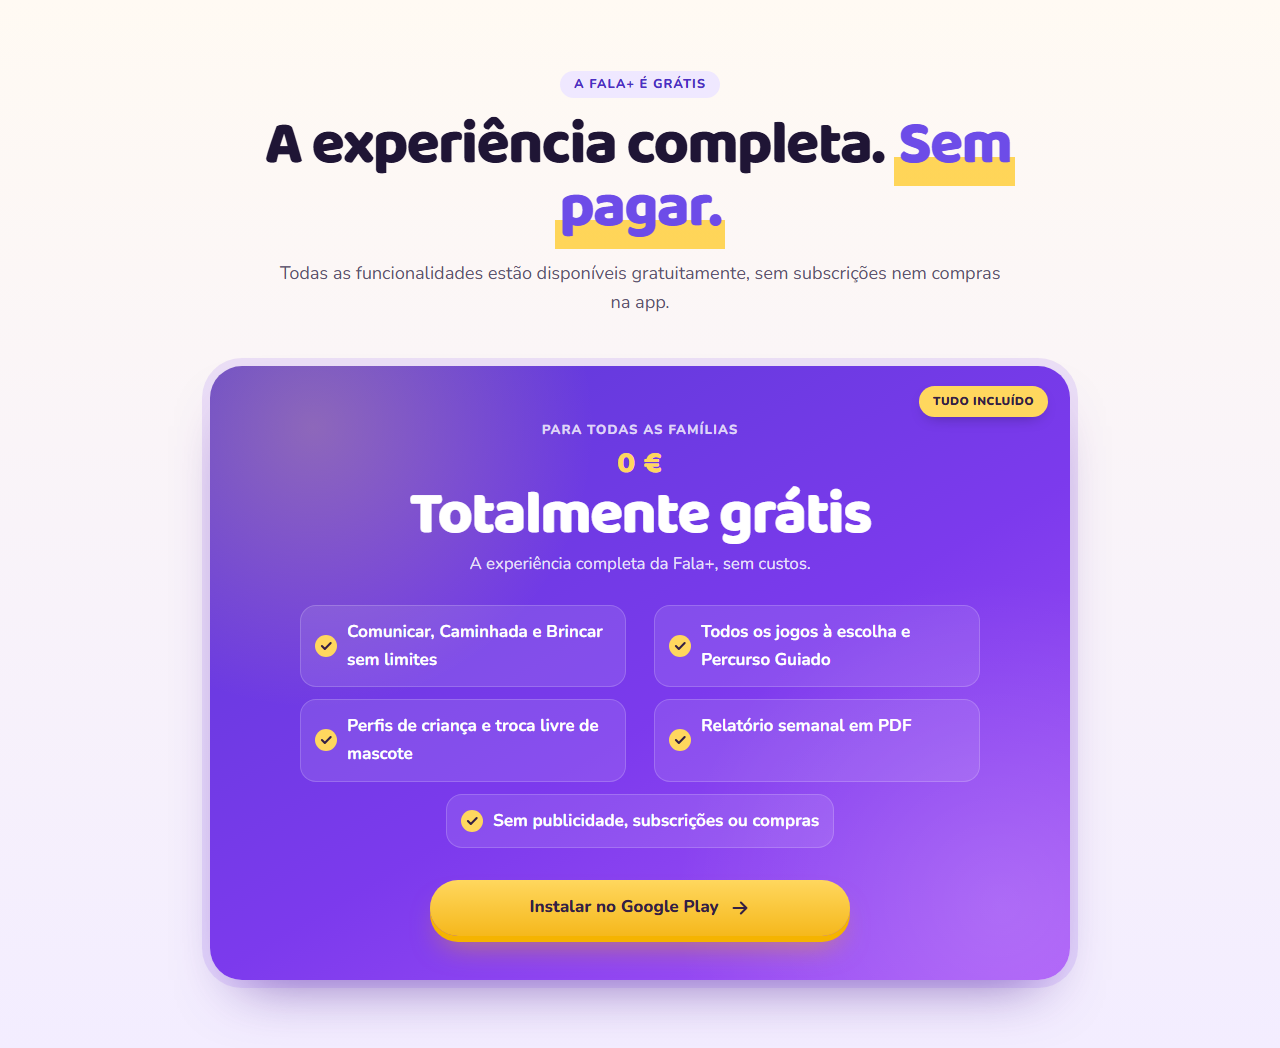 A FALA+ É GRÁTIS
A experiência completa. Sem
pagar.
Todas as funcionalidades estão disponíveis gratuitamente, sem subscrições nem compras
na app.
TUDO INCLUÍDO
PARA TODAS AS FAMÍLIAS
0 €
Totalmente grátis
A experiência completa da Fala+, sem custos.
Comunicar, Caminhada e Brincar
sem limites
Todos os jogos à escolha e
Percurso Guiado
Perfis de criança e troca livre de
mascote
Relatório semanal em PDF
Sem publicidade, subscrições ou compras
Instalar no Google Play →